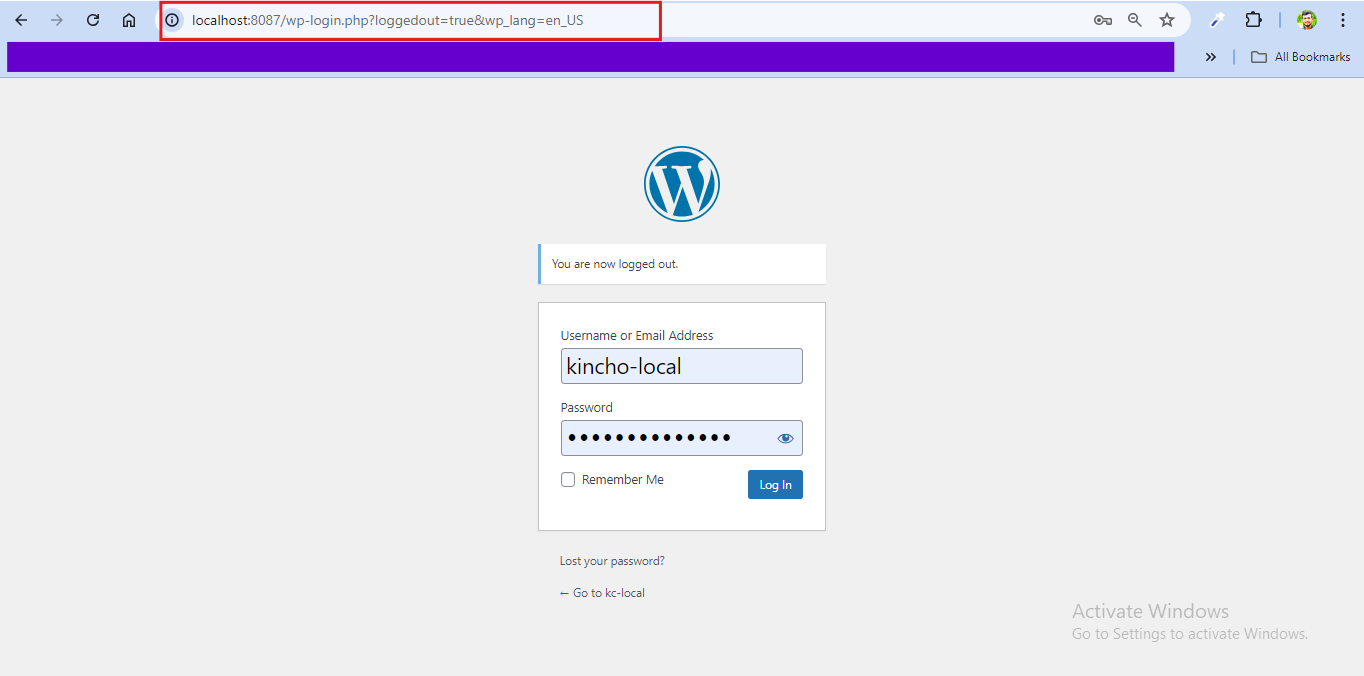 localhost:8087/wp-login.php?loggedout=true&wp_lang=en_US
» All Bookmarks
You are now logged out.
Username or Email Address
kincho-local
Password
••••••••••••••
Remember Me
Log In
Lost your password?
← Go to kc-local
Activate Windows
Go to Settings to activate Windows.